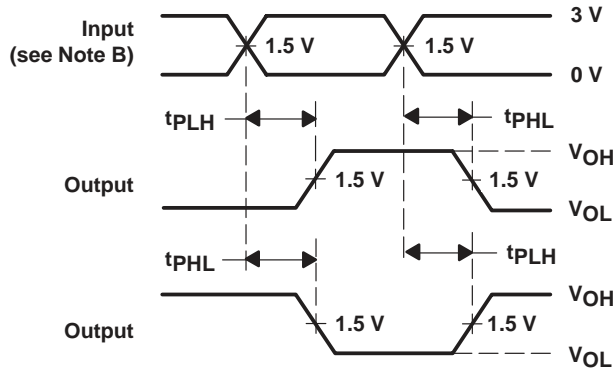 3 V
Input
(see Note B)
1.5 V
1.5 V
0 V
tPLH
tPHL
VOH
Output
1.5 V
1.5 V
VOL
tPHL
tPLH
VOH
Output
1.5 V
1.5 V
VOL